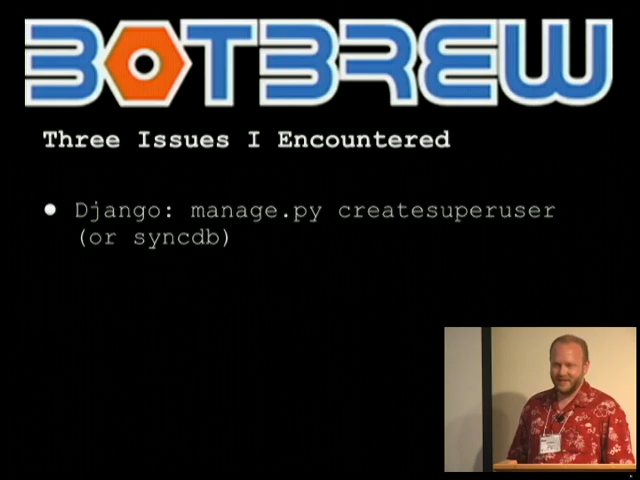 BOTBREW
Three Issues I Encountered
Django: manage.py createsuperuser
(or syncdb)